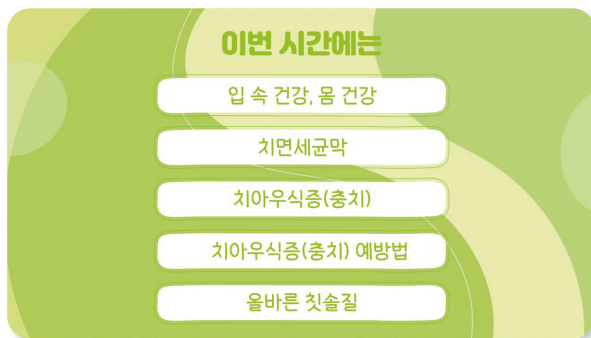 이번 시간에는
입 속 건강, 몸 건강
치면세균막
치아우식증(충치)
치아우식증(충치) 예방법
올바른 칫솔질